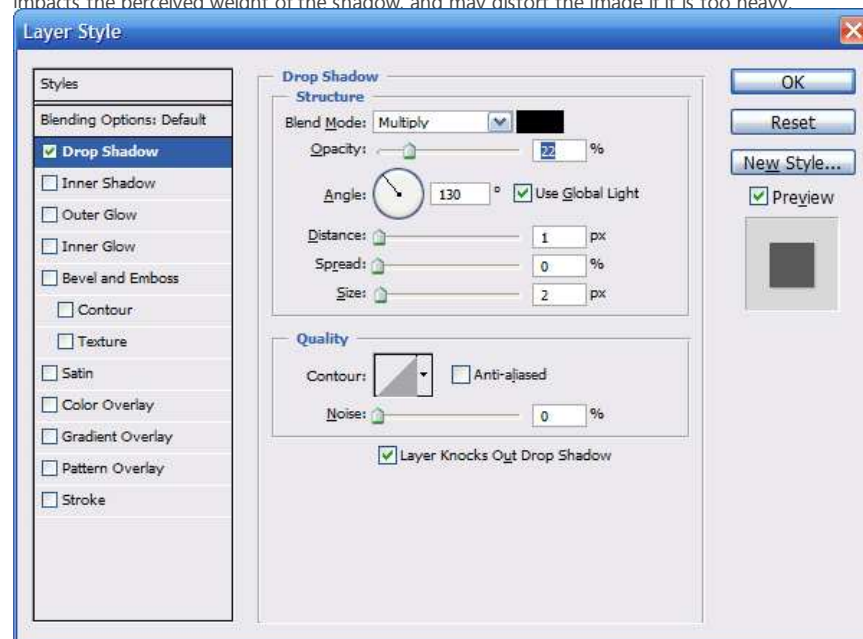 impacts the perceived weight of the shadow, and may distort the image if it is too heavy.
Layer Style
Styles
Blending Options: Default
Drop Shadow
Inner Shadow
Outer Glow
Inner Glow
Bevel and Emboss
Contour
Texture
Satin
Color Overlay
Gradient Overlay
Pattern Overlay
Stroke
Drop Shadow
Structure
Blend Mode: Multiply
Opacity: 22 %
Angle: 130 ° Use Global Light
Distance: 1 px
Spread: 0 %
Size: 2 px
Quality
Contour: Anti-aliased
Noise: 0 %
Layer Knocks Out Drop Shadow
OK
Reset
New Style...
Preview